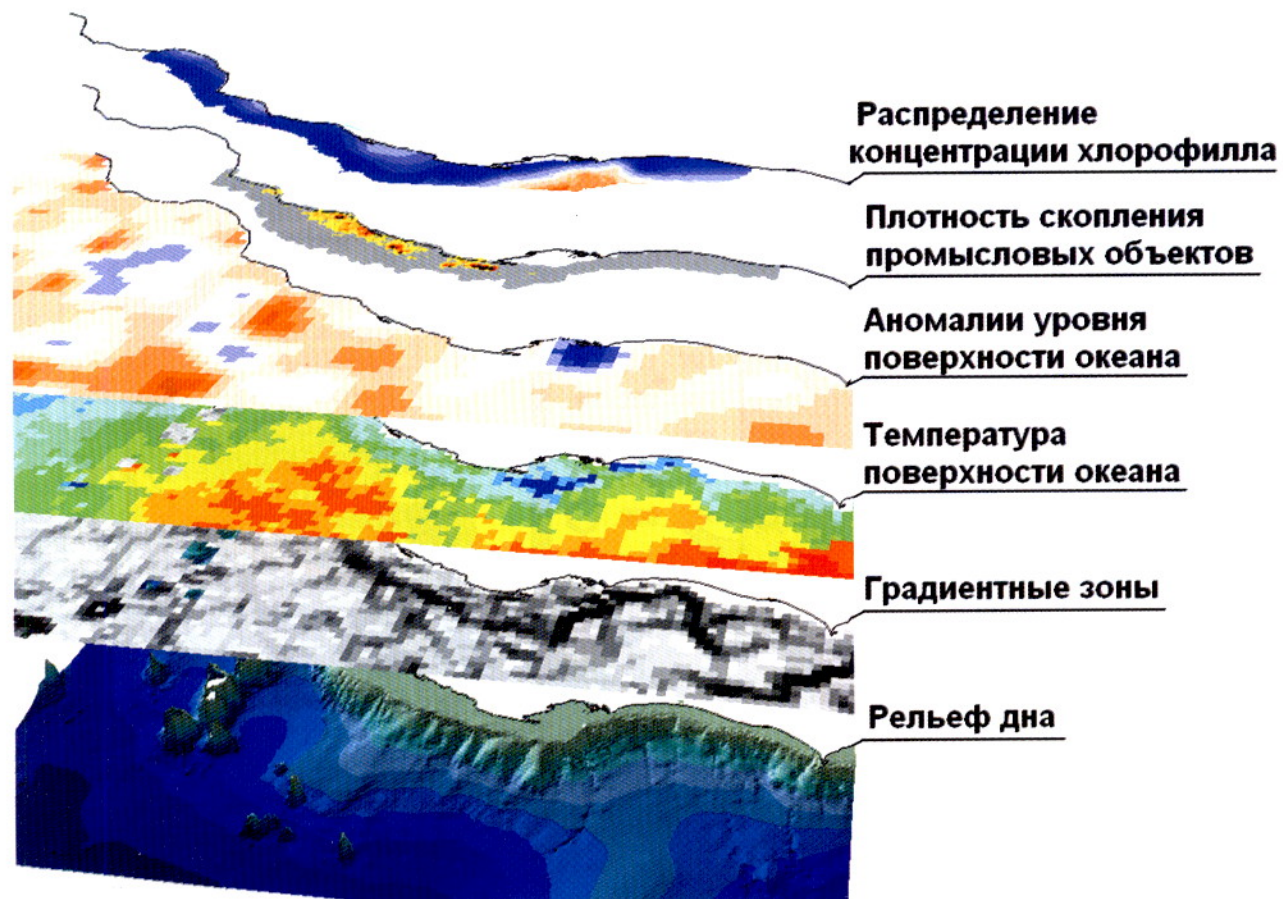 Распределение
концентрации хлорофилла
Плотность скопления
промысловых объектов
Аномалии уровня
поверхности океана
Температура
поверхности океана
Градиентные зоны
Рельеф дна